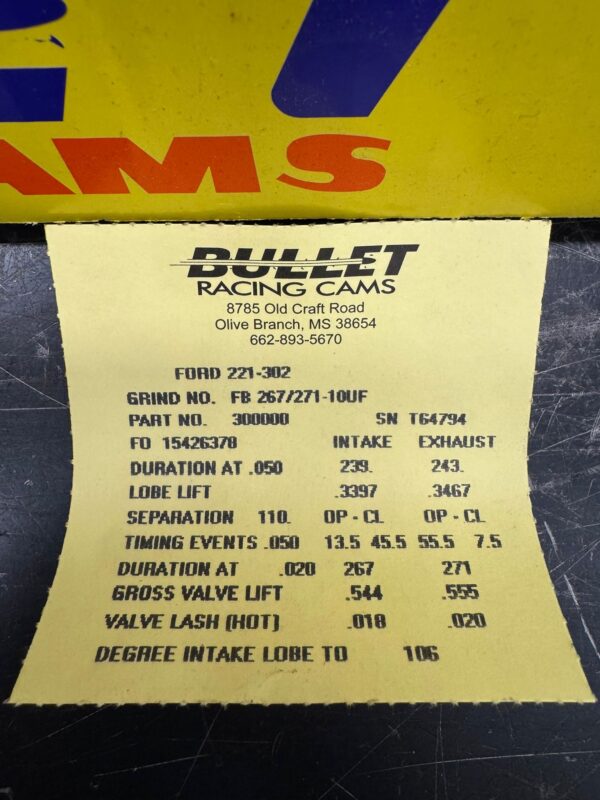 CAMS
BULLET
RACING CAMS
8785 Old Craft Road
Olive Branch, MS 38654
662-893-5670
FORD 221-302
GRIND NO. FB 267/271-10UF
PART NO. 300000 SN T64794
FO 15426378 INTAKE EXHAUST
DURATION AT .050 239. 243.
LOBE LIFT .3397 .3467
SEPARATION 110. OP - CL OP - CL
TIMING EVENTS .050 13.5 45.5 55.5 7.5
DURATION AT .020 267 271
GROSS VALVE LIFT .544 .555
VALVE LASH (HOT) .018 .020
DEGREE INTAKE LOBE TO 106